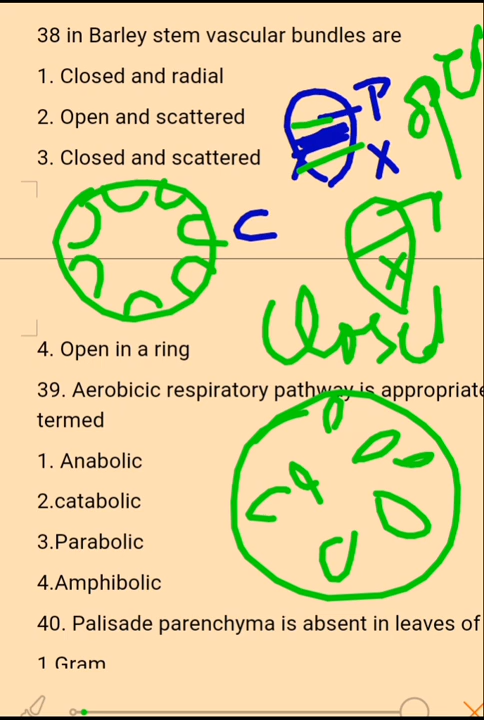 38 in Barley stem vascular bundles are
1. Closed and radial
2. Open and scattered
3. Closed and scattered
P
X
C
X
Closed
4. Open in a ring
39. Aerobicic respiratory pathway is appropriate
termed
1. Anabolic
2.catabolic
3.Parabolic
4.Amphibolic
40. Palisade parenchyma is absent in leaves of
1 Gram